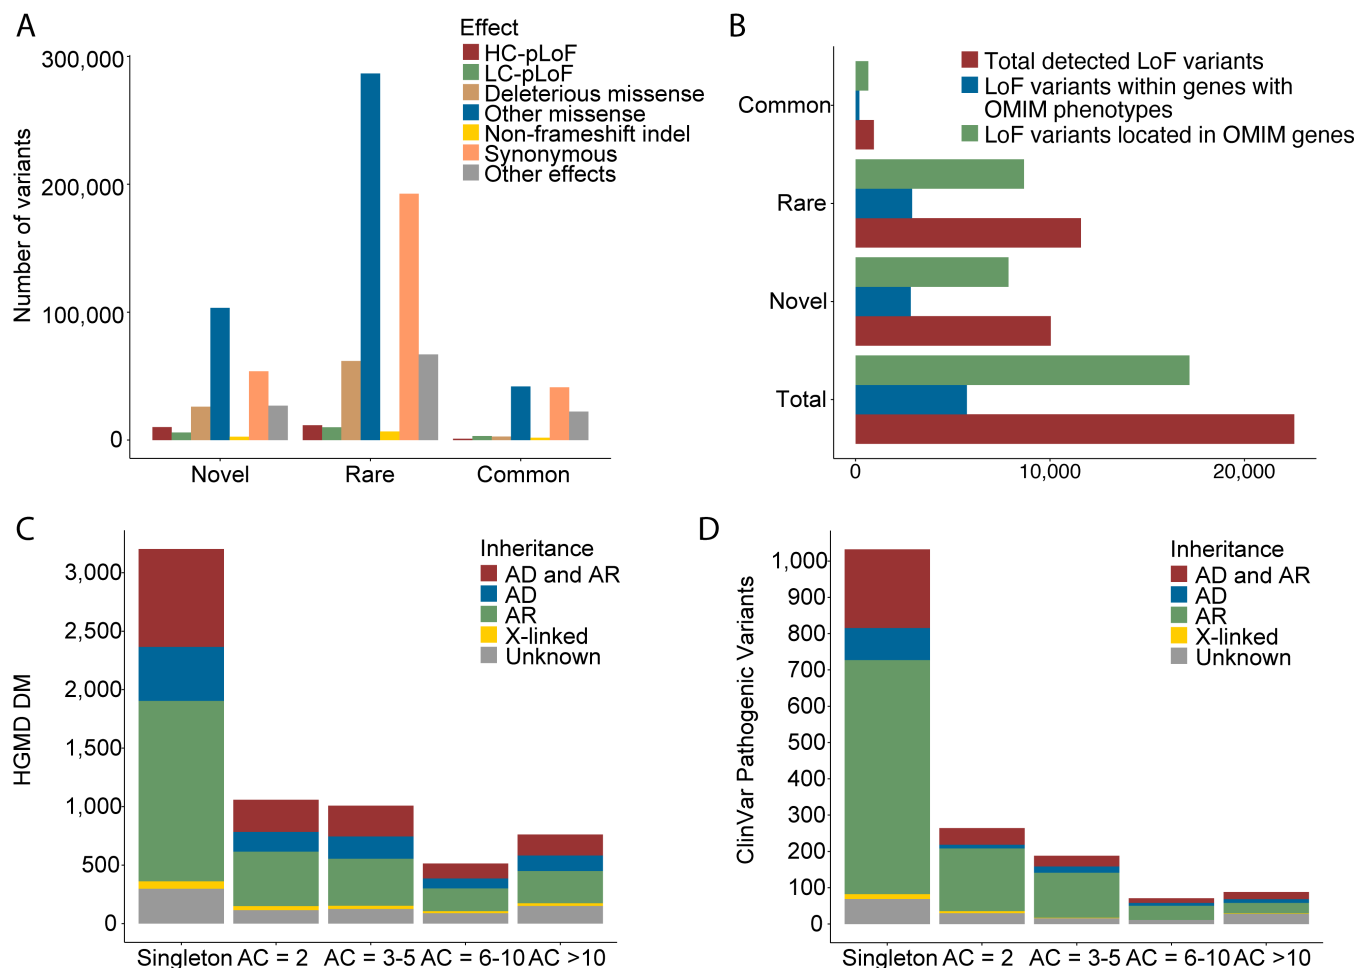 A
Effect
HC-pLoF
LC-pLoF
Deleterious missense
Other missense
Non-frameshift indel
Synonymous
Other effects
Number of variants
300,000
200,000
100,000
0
Novel
Rare
Common
B
Total detected LoF variants
LoF variants within genes with
OMIM phenotypes
LoF variants located in OMIM genes
Common
Rare
Novel
Total
0
10,000
20,000
C
Inheritance
AD and AR
AD
AR
X-linked
Unknown
HGMD DM
3,000
2,500
2,000
1,500
1,000
500
0
Singleton
AC = 2
AC = 3-5
AC = 6-10
AC >10
D
Inheritance
AD and AR
AD
AR
X-linked
Unknown
ClinVar Pathogenic Variants
1,000
900
800
700
600
500
400
300
200
100
0
Singleton
AC = 2
AC = 3-5
AC = 6-10
AC >10